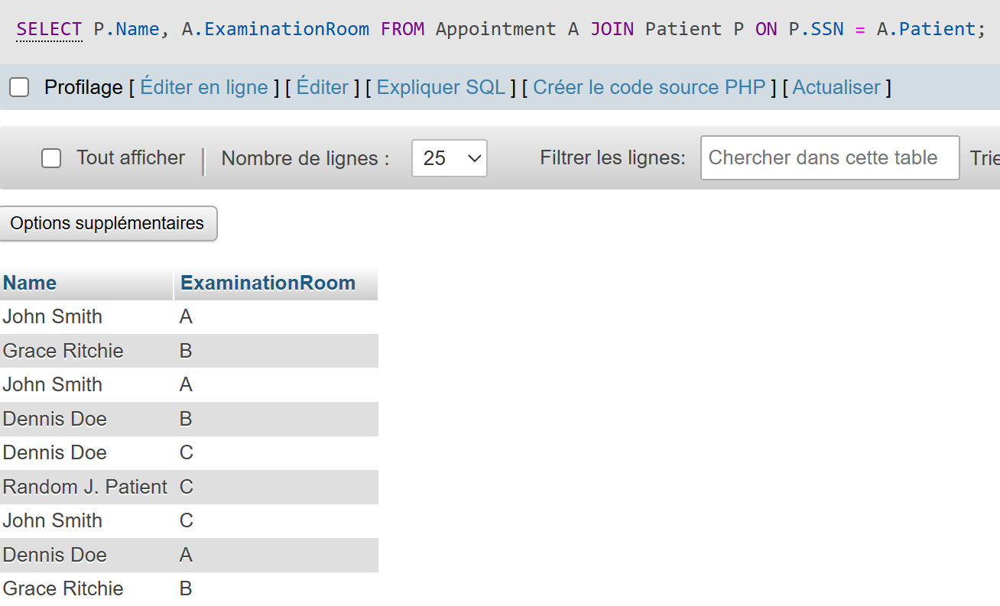 SELECT P.Name, A.ExaminationRoom FROM Appointment A JOIN Patient P ON P.SSN = A.Patient;
Profilage [ Éditer en ligne ] [ Éditer ] [ Expliquer SQL ] [ Créer le code source PHP ] [ Actualiser ]
Tout afficher Nombre de lignes : 25 Filtrer les lignes: Chercher dans cette table Trie
Options supplémentaires
Name ExaminationRoom
John Smith A
Grace Ritchie B
John Smith A
Dennis Doe B
Dennis Doe C
Random J. Patient C
John Smith C
Dennis Doe A
Grace Ritchie B